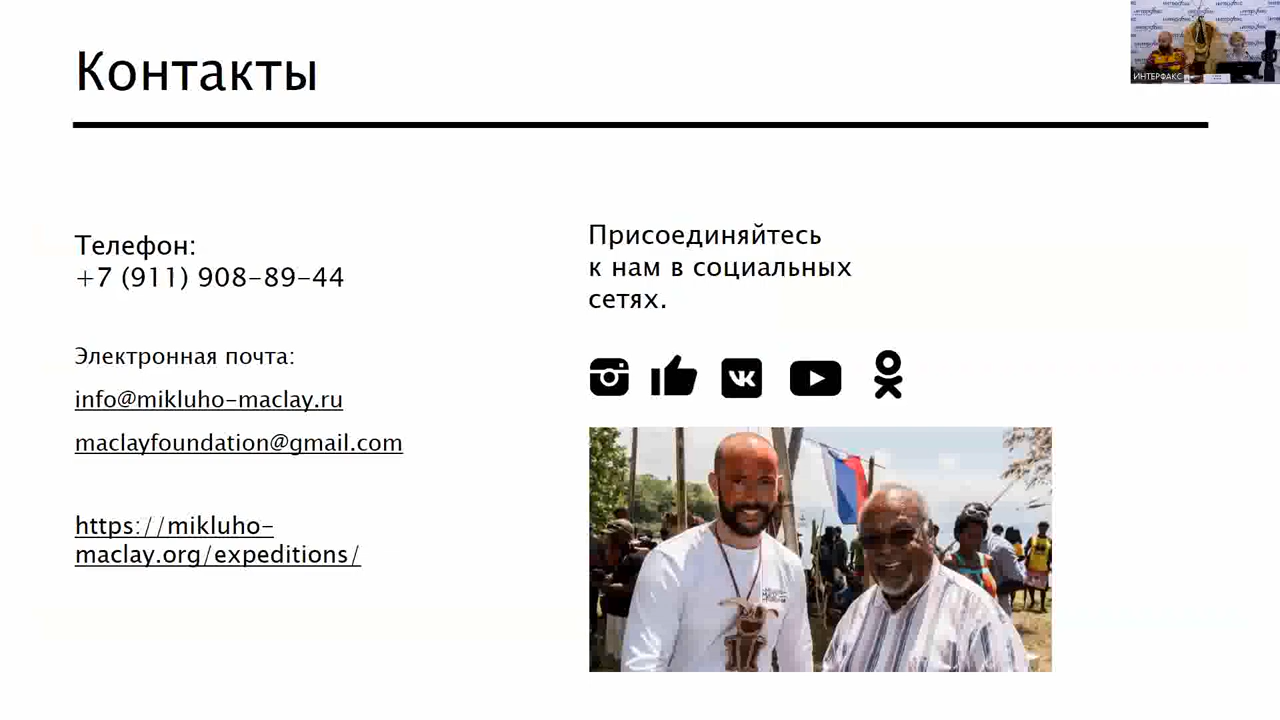 Контакты
ИНТЕРФАКС
Телефон:
+7 (911) 908-89-44
Электронная почта:
info@mikluho-maclay.ru
maclayfoundation@gmail.com
https://mikluho-
maclay.org/expeditions/
Присоединяйтесь
к нам в социальных
сетях.